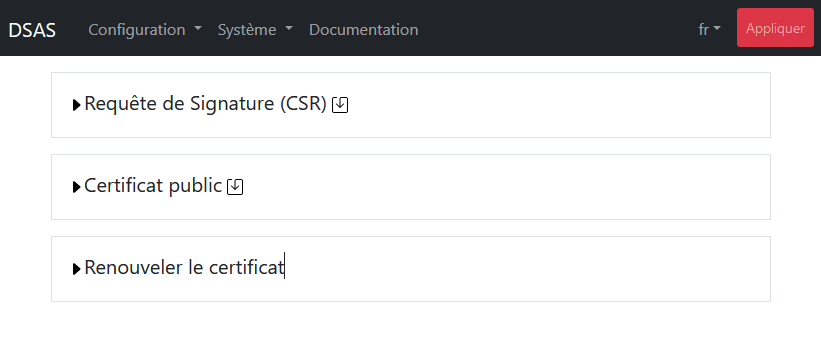 DSAS Configuration Système Documentation fr Appliquer
Requête de Signature (CSR)
Certificat public
Renouveler le certificat